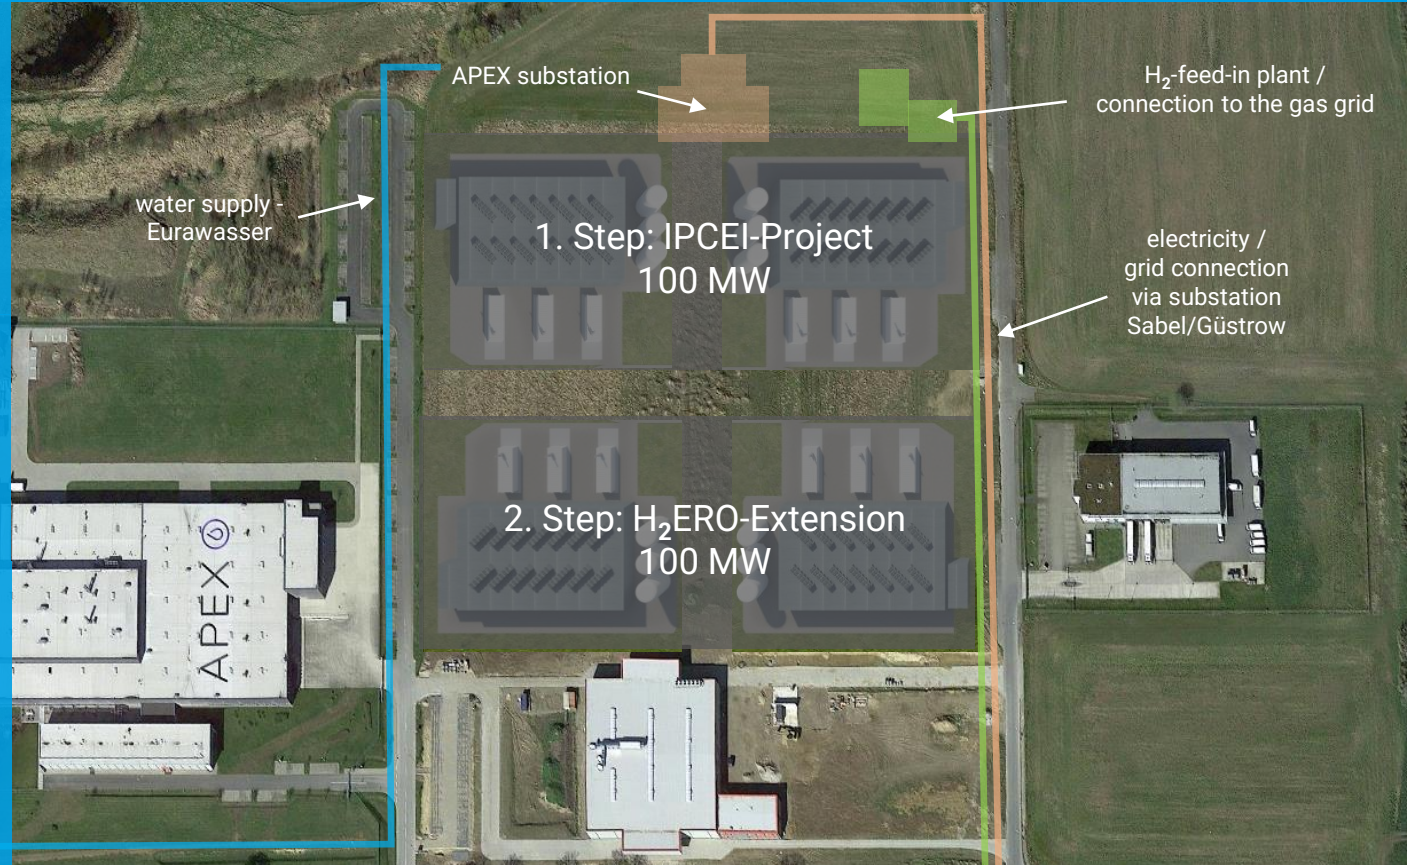 APEX substation
H₂-feed-in plant /
connection to the gas grid
water supply -
Eurawasser
1. Step: IPCEI-Project
100 MW
electricity /
grid connection
via substation
Sabel/Güstrow
2. Step: H₂ERO-Extension
100 MW
APEX